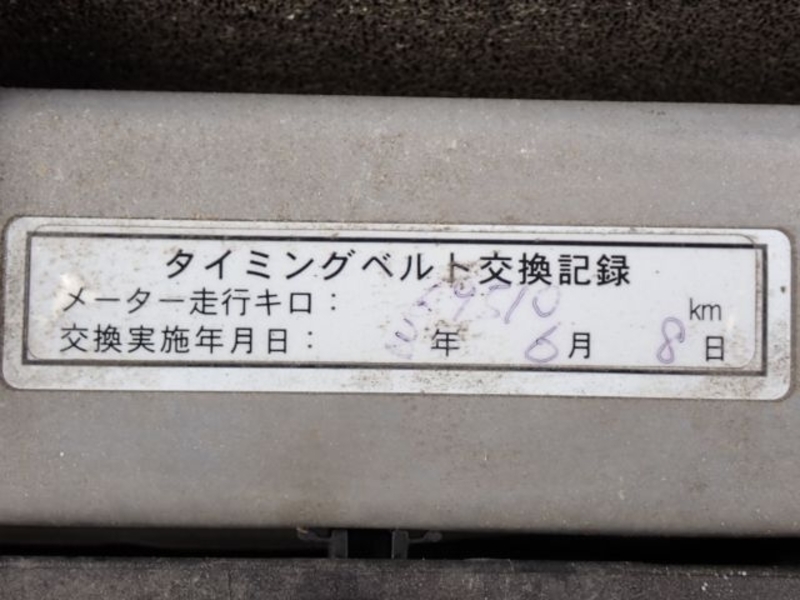 タイミングベルト交換記録
メーター走行キロ： 59510 km
交換実施年月日： 年 6月 8日